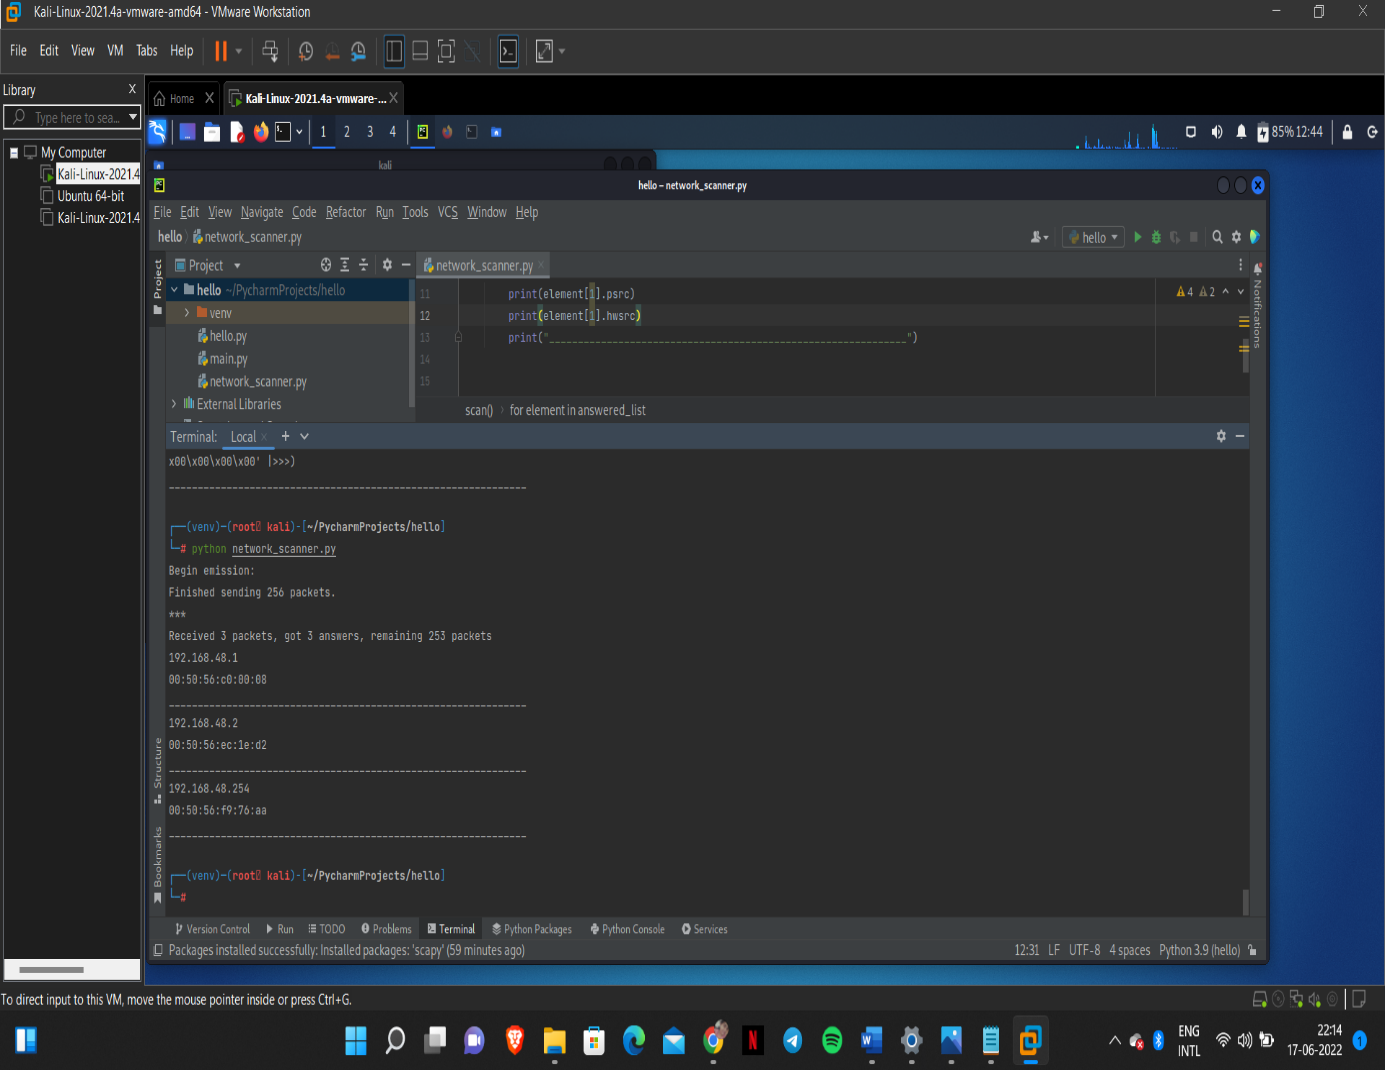 Kali-Linux-2021.4a-vmware-amd64 - VMware Workstation
File Edit View VM Tabs Help
Library X
Home X Kali-Linux-2021.4a-vmware-... X
Type here to sea...
1 2 3 4 85% 12:44
My Computer
Kali-Linux-2021.4
Ubuntu 64-bit
Kali-Linux-2021.4
kali
hello – network_scanner.py
File Edit View Navigate Code Refactor Run Tools VCS Window Help
hello network_scanner.py hello
Project
Project network_scanner.py
hello ~/PycharmProjects/hello
venv
hello.py
main.py
network_scanner.py
External Libraries
11 print(element[1].psrc)
12 print(element[1].hwsrc)
13 print("______________________________________________________________")
14
15
4 2
Notifications
scan() for element in answered_list
Terminal: Local × +
x00\x00\x00\x00' |>>>)
______________________________________________________________
(venv)-(root kali)-[~/PycharmProjects/hello]
# python network_scanner.py
Begin emission:
Finished sending 256 packets.
***
Received 3 packets, got 3 answers, remaining 253 packets
192.168.48.1
00:50:56:c0:00:08
______________________________________________________________
192.168.48.2
00:50:56:ec:1e:d2
______________________________________________________________
192.168.48.254
00:50:56:f9:76:aa
______________________________________________________________
(venv)-(root kali)-[~/PycharmProjects/hello]
#
Structure
Bookmarks
Version Control Run TODO Problems Terminal Python Packages Python Console Services
Packages installed successfully: Installed packages: 'scapy' (59 minutes ago) 12:31 LF UTF-8 4 spaces Python 3.9 (hello)
To direct input to this VM, move the mouse pointer inside or press Ctrl+G.
ENG
INTL
22:14
17-06-2022
1